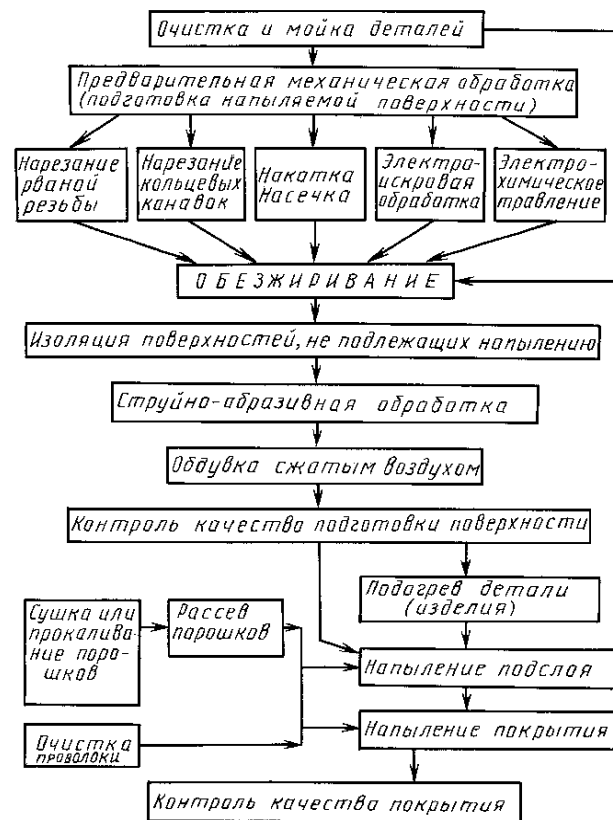 Очистка и мойка деталей
Предварительная механическая обработка
(подготовка напыляемой поверхности)
Нарезание
рваной
резьбы
Нарезание
кольцевых
канавок
Накатка
Насечка
Электро-
искровая
обработка
Электро-
химическое
травление
ОБЕЗЖИРИВАНИЕ
Изоляция поверхностей, не подлежащих напылению
Струйно-абразивная обработка
Обдувка сжатым воздухом
Контроль качество подготовки поверхности
Подогрев детали
(изделия)
Сушка или
прокалива-
ние поро-
шков
Рассев
порошков
Напыление подслоя
Напыление покрытия
Очистка
проволоки
Контроль качества покрытия